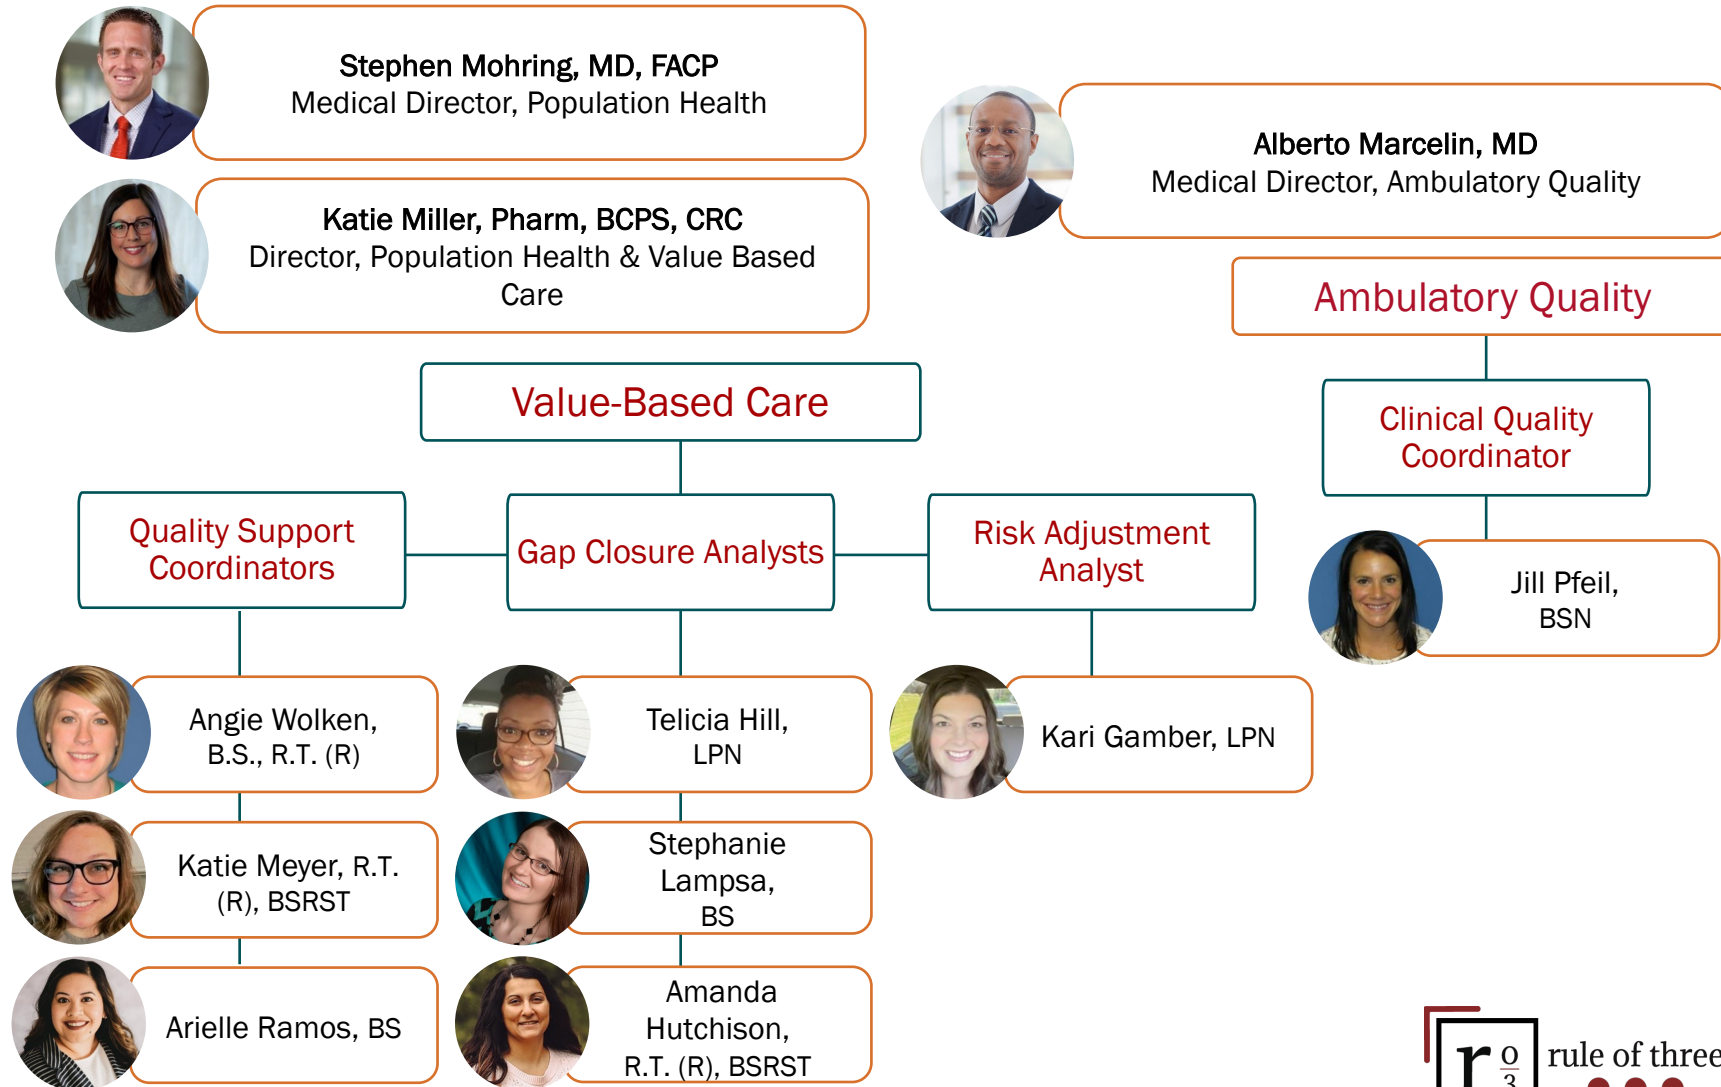 Stephen Mohring, MD, FACP
Medical Director, Population Health
Katie Miller, Pharm, BCPS, CRC
Director, Population Health & Value Based
Care
Alberto Marcelin, MD
Medical Director, Ambulatory Quality
Ambulatory Quality
Clinical Quality
Coordinator
Jill Pfeil,
BSN
Value-Based Care
Quality Support
Coordinators
Gap Closure Analysts
Risk Adjustment
Analyst
Angie Wolken,
B.S., R.T. (R)
Katie Meyer, R.T.
(R), BSRST
Arielle Ramos, BS
Telicia Hill,
LPN
Stephanie
Lampsa,
BS
Amanda
Hutchison,
R.T. (R), BSRST
Kari Gamber, LPN
r o
3
rule of three